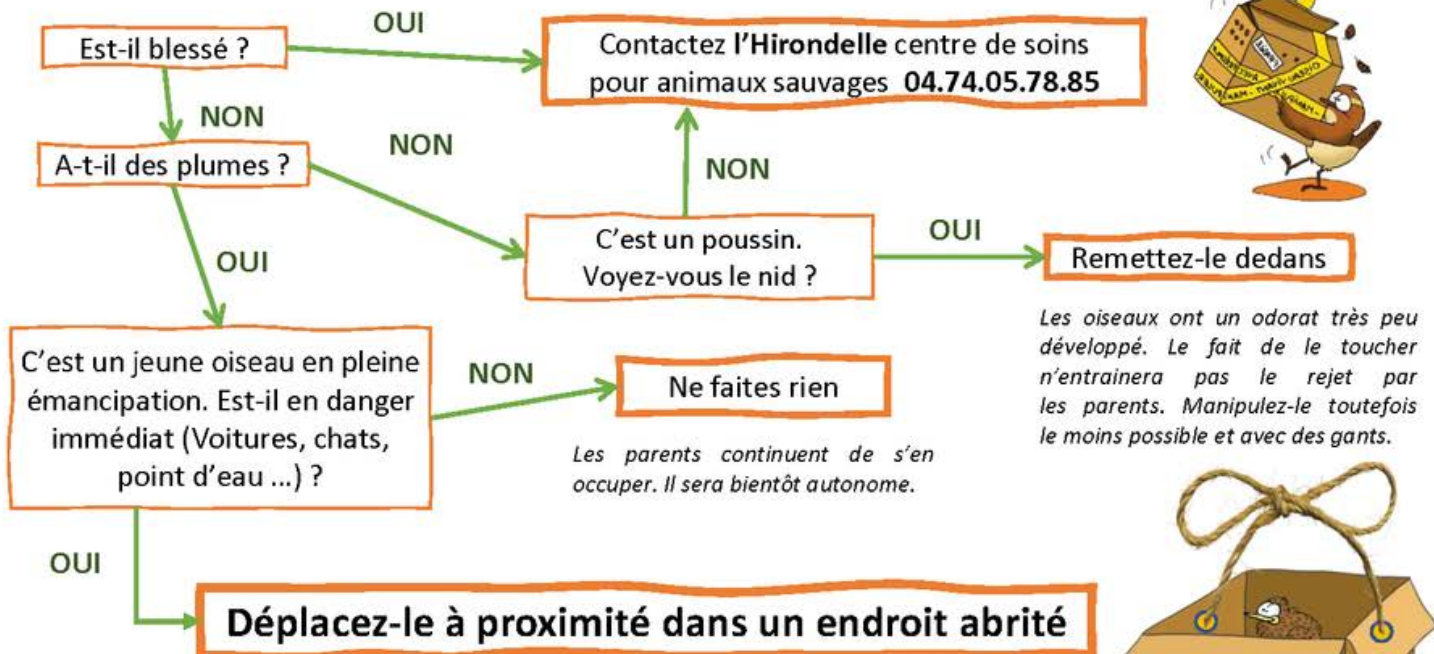 OUI
Est-il blessé ?
Contactez l'Hirondelle centre de soins
pour animaux sauvages 04.74.05.78.85
NON
A-t-il des plumes ?
NON
NON
C'est un poussin.
Voyez-vous le nid ?
OUI
Remettez-le dedans
OUI
Les oiseaux ont un odorat très peu
développé. Le fait de le toucher
n'entrainera pas le rejet par
les parents. Manipulez-le toutefois
le moins possible et avec des gants.
C'est un jeune oiseau en pleine
émancipation. Est-il en danger
immédiat (Voitures, chats,
point d'eau ...) ?
NON
Ne faites rien
Les parents continuent de s'en
occuper. Il sera bientôt autonome.
OUI
Déplacez-le à proximité dans un endroit abrité